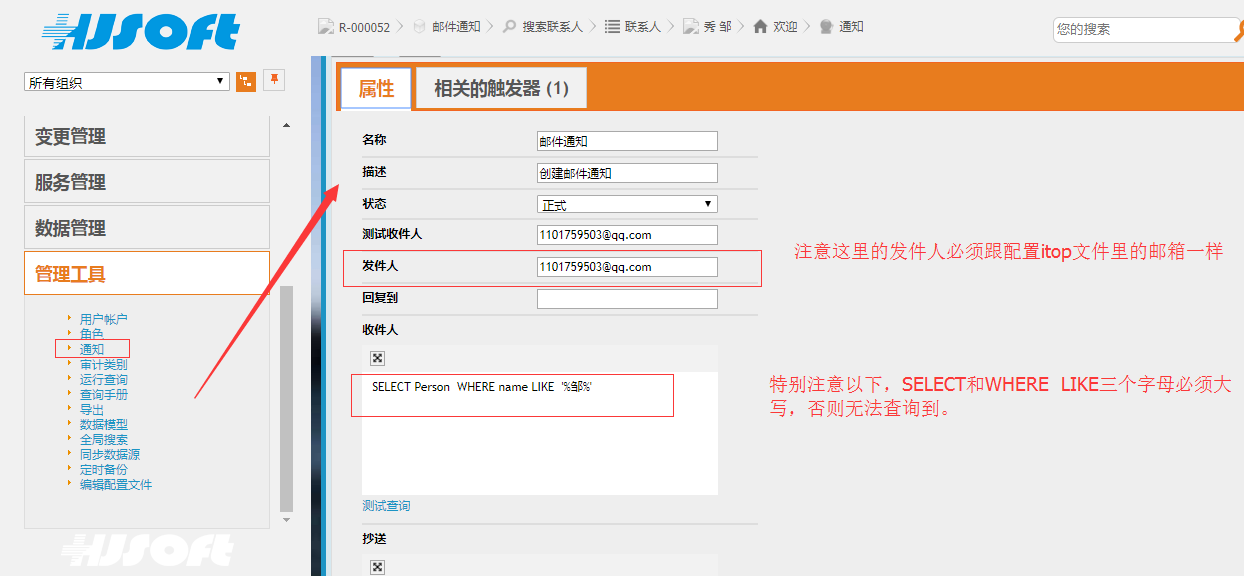 HJSOFT
R-000052
邮件通知
搜索联系人
联系人
秀 邹
欢迎
通知
您的搜索
所有组织
变更管理
服务管理
数据管理
管理工具
用户帐户
角色
通知
审计类别
运行查询
查询手册
导出
数据模型
全局搜索
同步数据源
定时备份
编辑配置文件
HJSOFT
属性
相关的触发器 (1)
名称
邮件通知
描述
创建邮件通知
状态
正式
测试收件人
1101759503@qq.com
发件人
1101759503@qq.com
注意这里的发件人必须跟配置itop文件里的邮箱一样
回复到
收件人
SELECT Person WHERE name LIKE '%邹%'
特别注意以下，SELECT和WHERE LIKE三个字母必须大
写，否则无法查询到。
测试查询
抄送